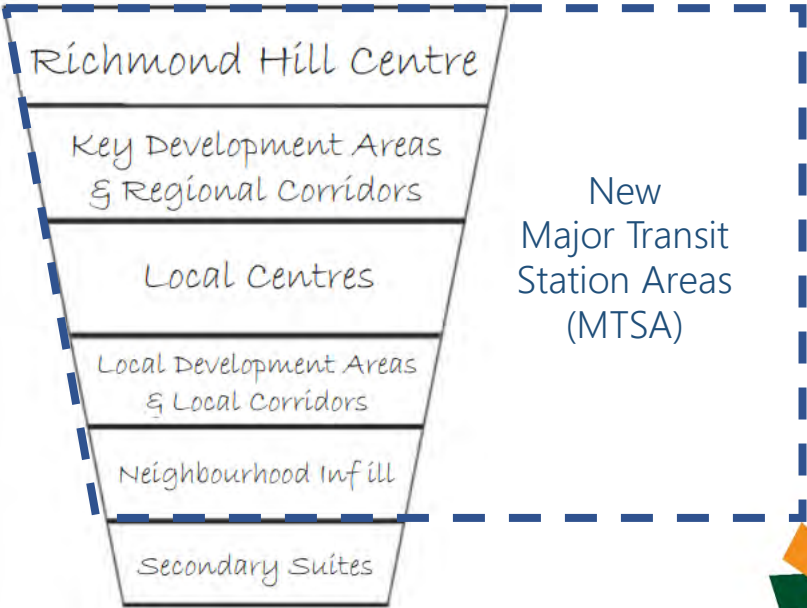 Richmond Hill Centre
Key Development Areas
& Regional Corridors
Local Centres
Local Development Areas
& Local Corridors
Neighbourhood Infill
Secondary Suites
New
Major Transit
Station Areas
(MTSA)